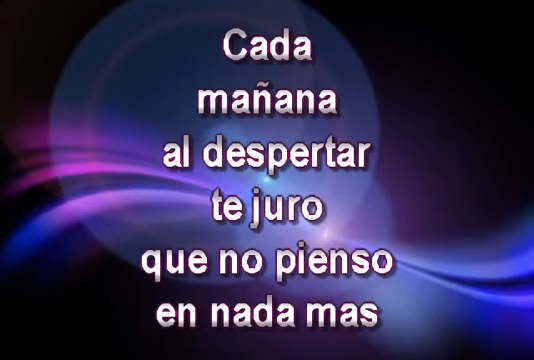 Cada
mañana
al despertar
te juro
que no pienso
en nada mas